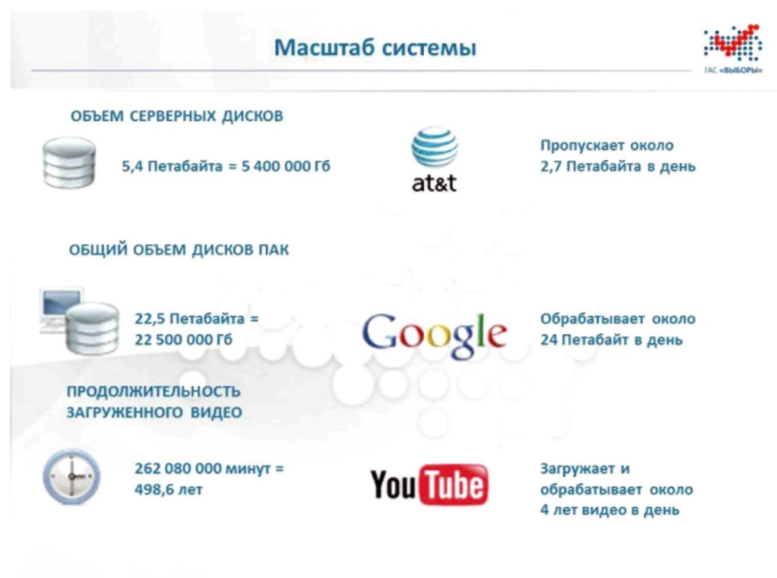 Масштаб системы
ГАС «ВЫБОРЫ»
ОБЪЕМ СЕРВЕРНЫХ ДИСКОВ
5,4 Петабайта = 5 400 000 Гб
at&t
Пропускает около
2,7 Петабайта в день
ОБЩИЙ ОБЪЕМ ДИСКОВ ПАК
22,5 Петабайта =
22 500 000 Гб
Google
Обрабатывает около
24 Петабайт в день
ПРОДОЛЖИТЕЛЬНОСТЬ
ЗАГРУЖЕННОГО ВИДЕО
262 080 000 минут =
498,6 лет
YouTube
Загружает и
обрабатывает около
4 лет видео в день